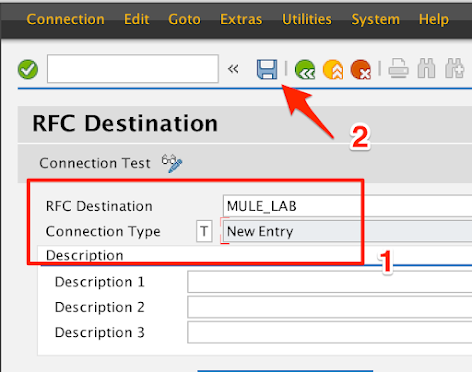 Connection Edit Goto Extras Utilities System Help
«
2
RFC Destination
Connection Test
RFC Destination MULE_LAB
Connection Type T New Entry
1
Description
Description 1
Description 2
Description 3